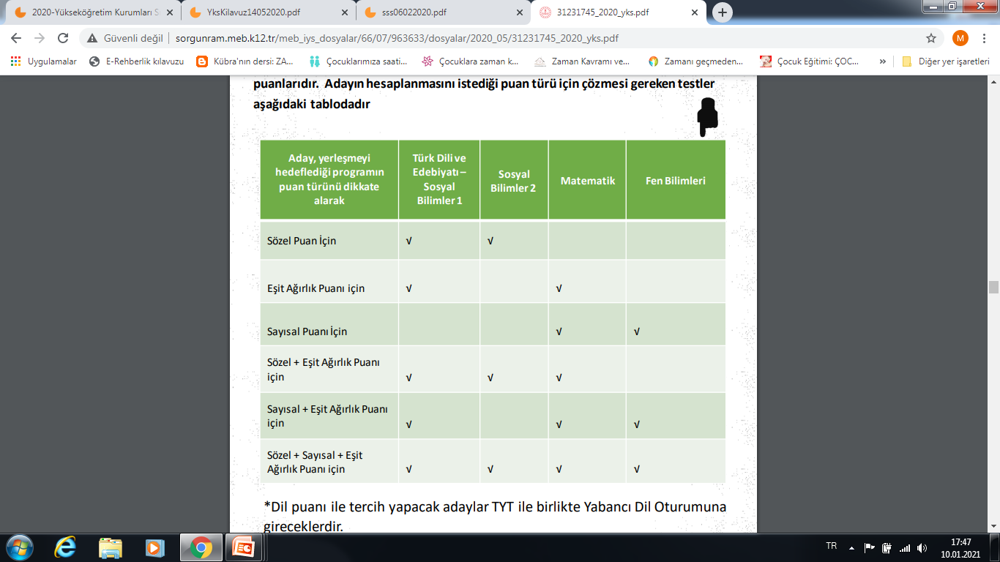 2020-Yükseköğretim Kurumları S
YksKilavuz14052020.pdf
sss06022020.pdf
31231745_2020_yks.pdf
Güvenli değil
sorgunram.meb.k12.tr/meb_iys_dosyalar/66/07/963633/dosyalar/2020_05/31231745_2020_yks.pdf
M
Uygulamalar
E-Rehberlik kılavuzu
Kübra'nın dersi: ZA...
Çocuklarımıza saati...
Çocuklara zaman k...
Zaman Kavramı ve...
Zamanı geçmeden...
Çocuk Eğitimi: ÇOC...
»
Diğer yer işaretleri
puanlarıdır. Adayın hesaplanmasını istediği puan türü için çözmesi gereken testler
aşağıdaki tablodadır
Aday, yerleşmeyi
hedeflediği programın
puan türünü dikkate
alarak
Türk Dili ve
Edebiyatı –
Sosyal
Bilimler 1
Sosyal
Bilimler 2
Matematik
Fen Bilimleri
Sözel Puan İçin √ √
Eşit Ağırlık Puanı için √ √
Sayısal Puanı İçin √ √
Sözel + Eşit Ağırlık Puanı
için √ √ √
Sayısal + Eşit Ağırlık Puanı
için √ √ √
Sözel + Sayısal + Eşit
Ağırlık Puanı için √ √ √ √
*Dil puanı ile tercih yapacak adaylar TYT ile birlikte Yabancı Dil Oturumuna
gireceklerdir.
TR
17:47
10.01.2021